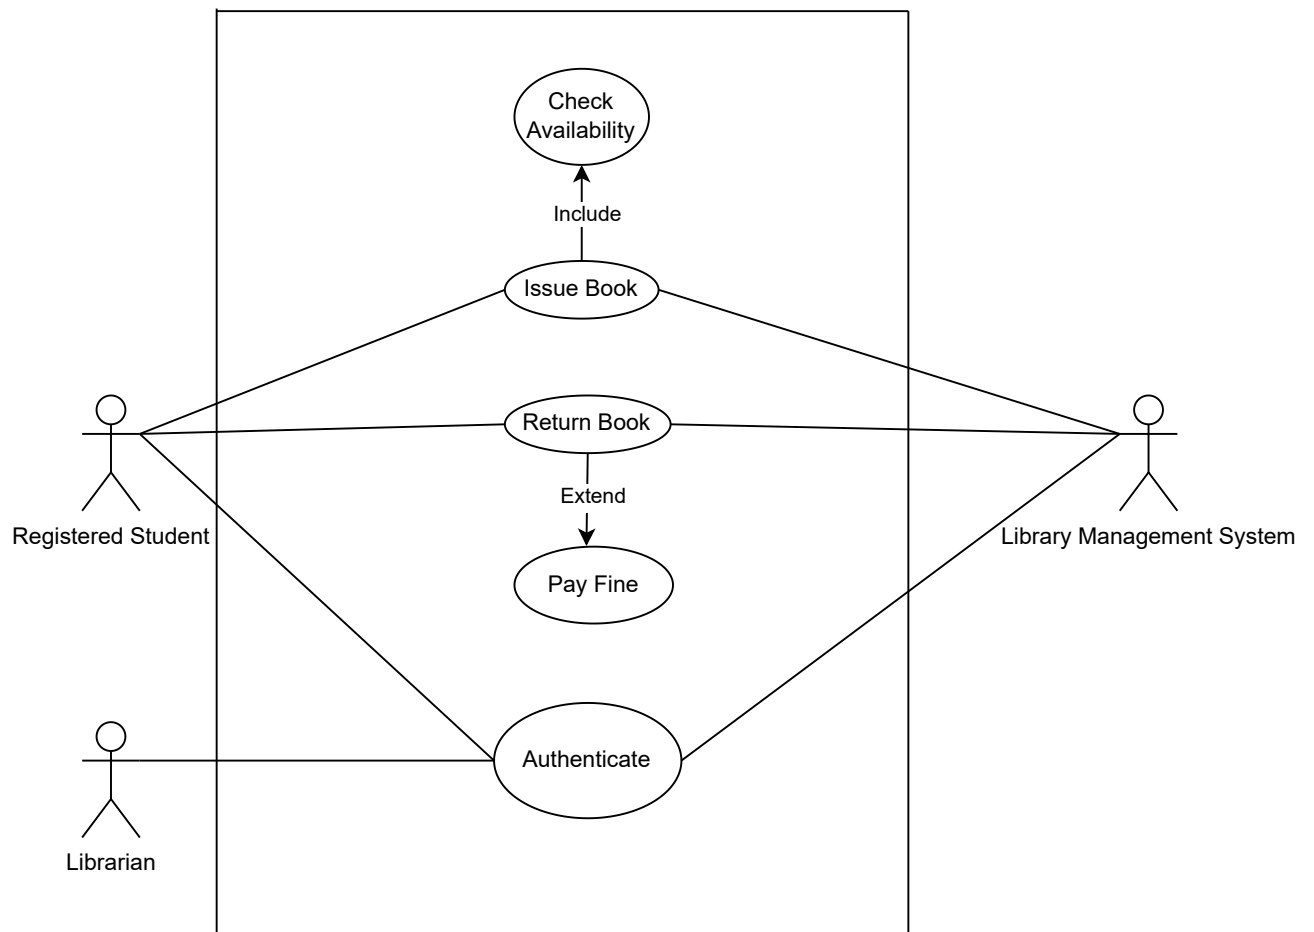 Check
Availability
Include
Issue Book
Return Book
Extend
Registered Student
Library Management System
Pay Fine
Authenticate
Librarian